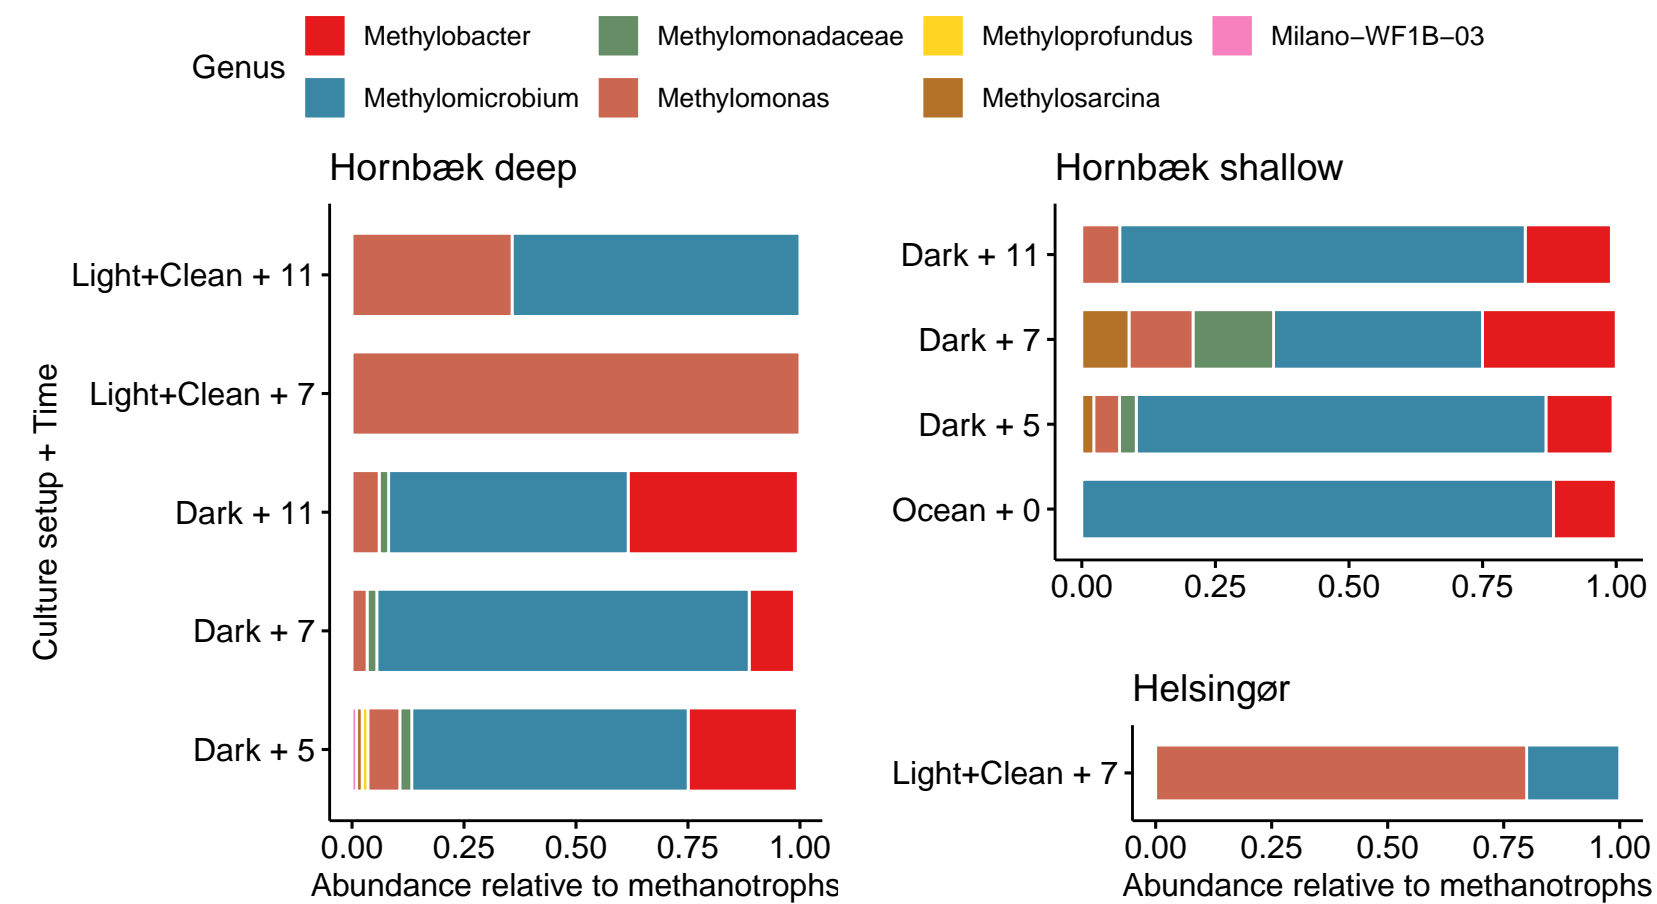 Genus
Methylobacter
Methylomonadaceae
Methyloprofundus
Milano−WF1B−03
Methylomicrobium
Methylomonas
Methylosarcina
Hornbæk deep
Culture setup + Time
Light+Clean + 11
Light+Clean + 7
Dark + 11
Dark + 7
Dark + 5
0.00 0.25 0.50 0.75 1.00
Abundance relative to methanotrophs
Hornbæk shallow
Dark + 11
Dark + 7
Dark + 5
Ocean + 0
0.00 0.25 0.50 0.75 1.00
Helsingør
Light+Clean + 7
0.00 0.25 0.50 0.75 1.00
Abundance relative to methanotrophs